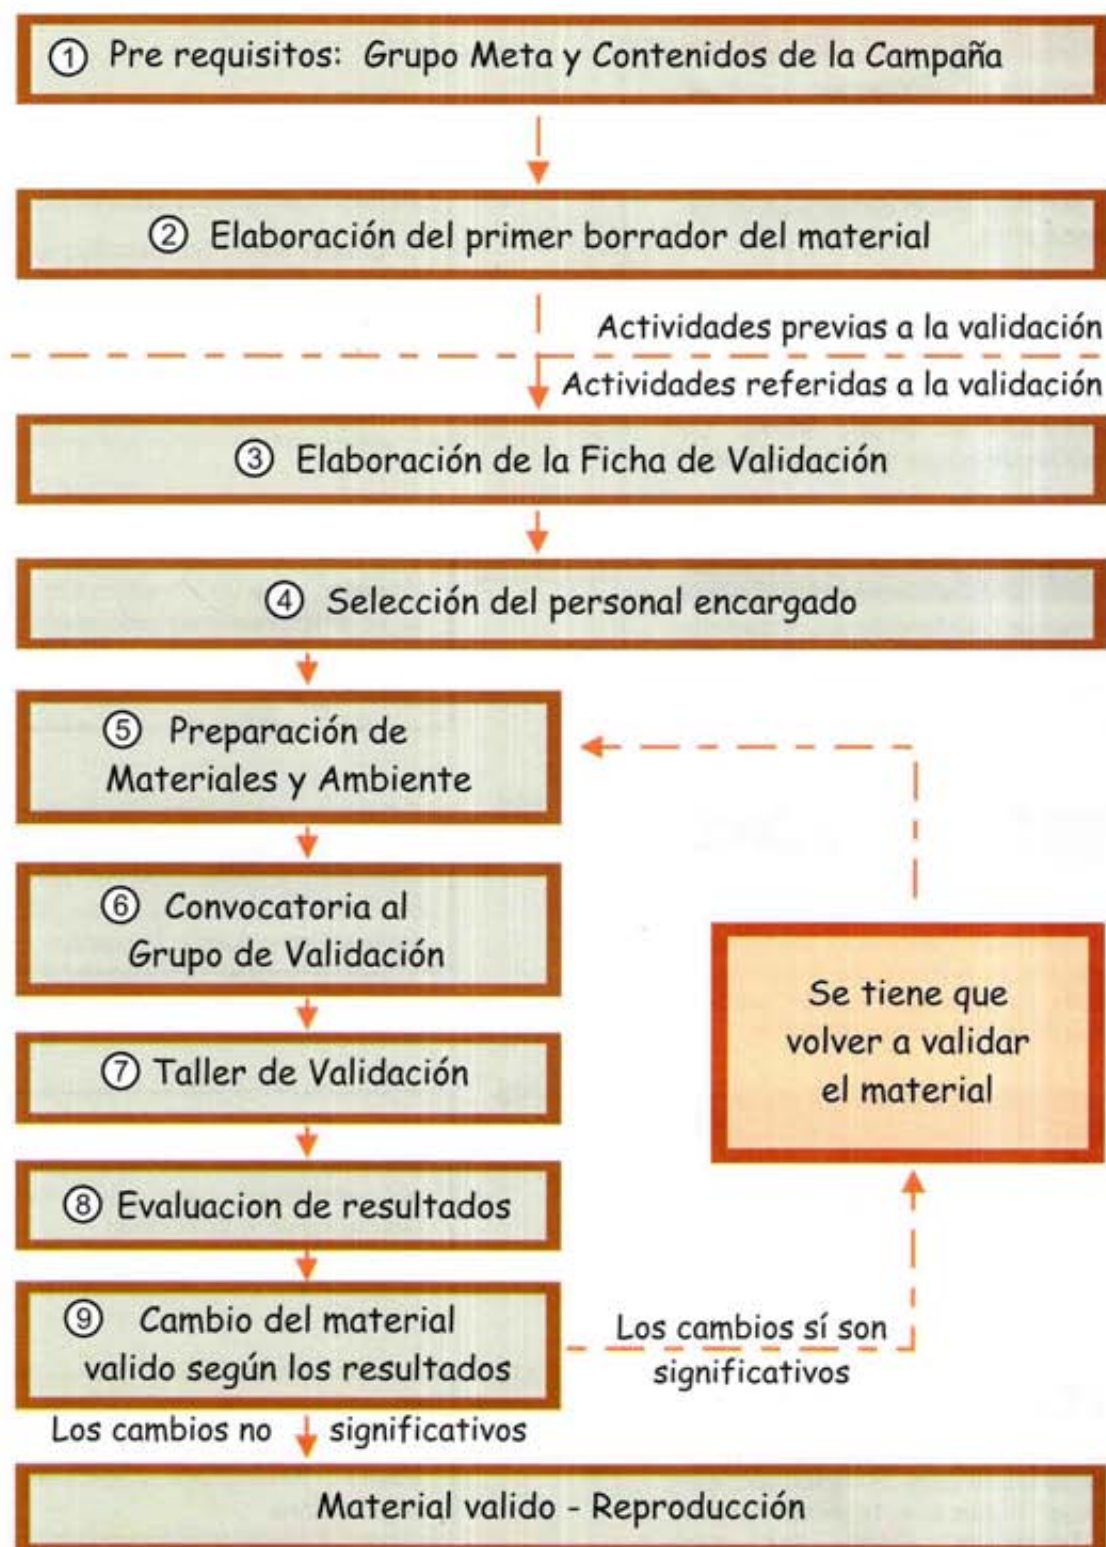 ① Pre requisitos: Grupo Meta y Contenidos de la Campaña
② Elaboración del primer borrador del material
Actividades previas a la validación
Actividades referidas a la validación
③ Elaboración de la Ficha de Validación
④ Selección del personal encargado
⑤ Preparación de
Materiales y Ambiente
⑥ Convocatoria al
Grupo de Validación
⑦ Taller de Validación
⑧ Evaluacion de resultados
⑨ Cambio del material
valido según los resultados
Se tiene que
volver a validar
el material
Los cambios sí son
significativos
Los cambios no significativos
Material valido - Reproducción